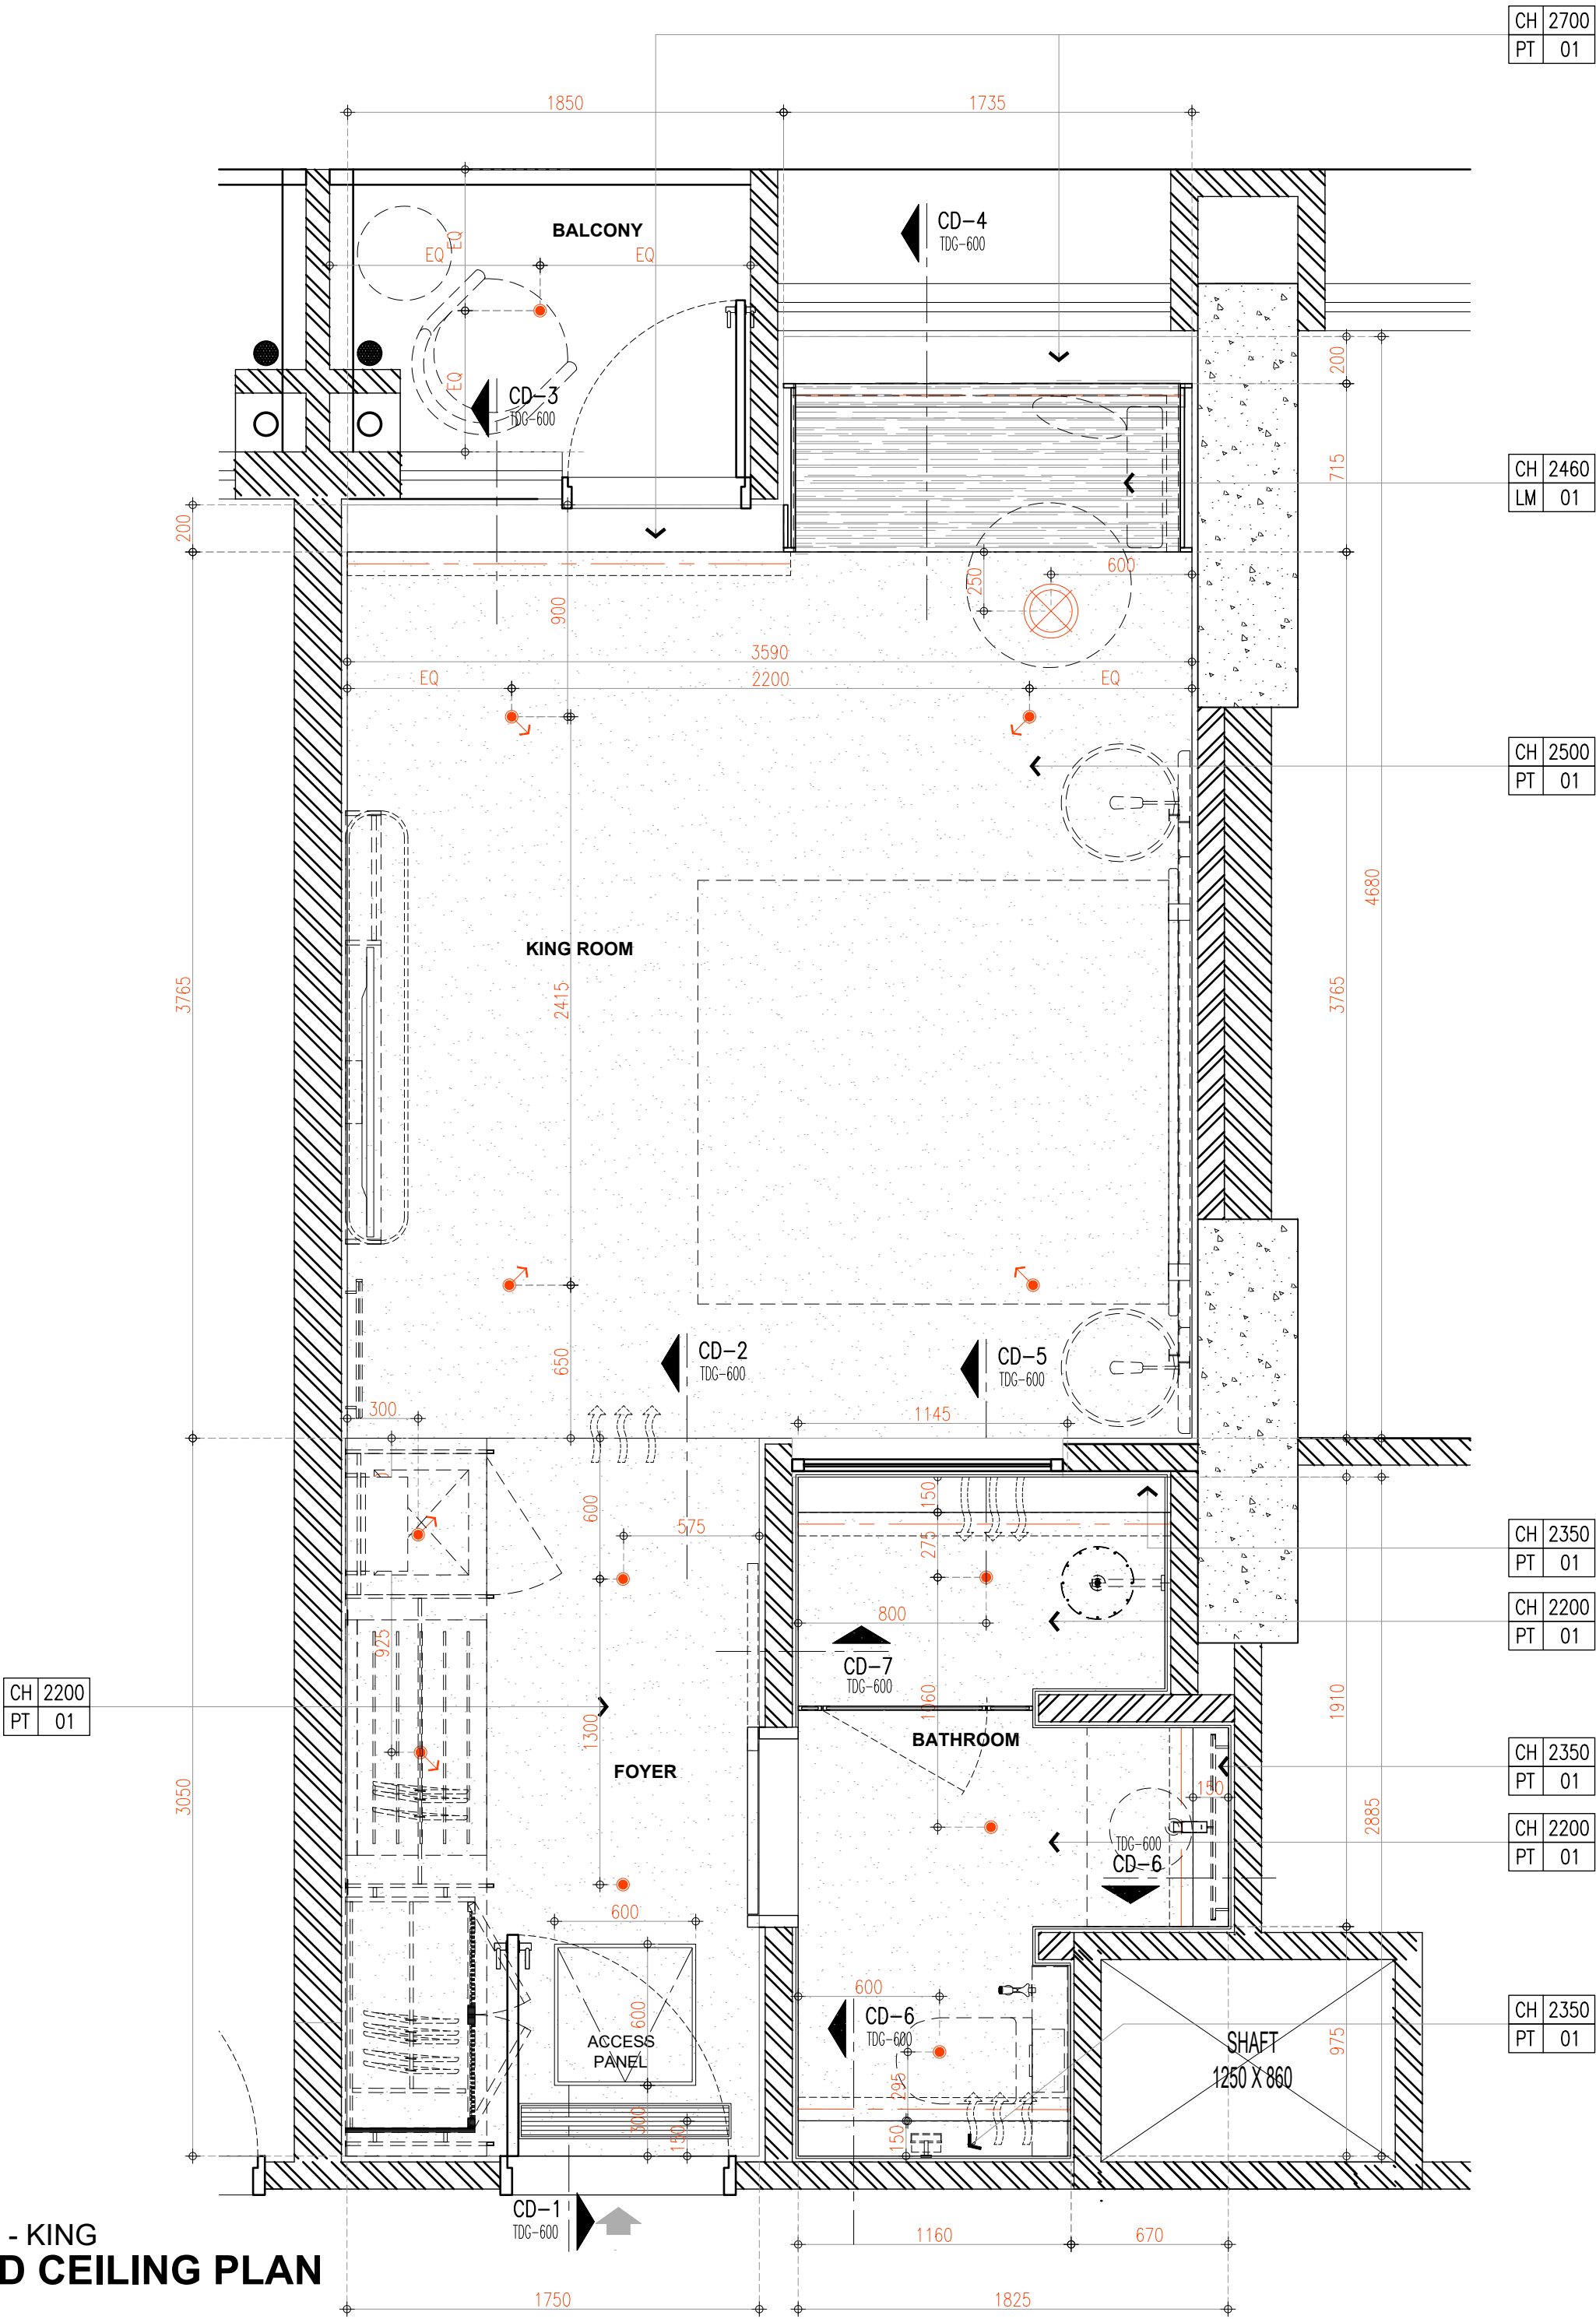 CH 2700
PT 01
1850
1735
BALCONY
EQ
EQ
EQ
EQ
CD-4
TDG-600
CD-3
TDG-600
200
715
CH 2460
LM 01
200
900
250
600
3590
EQ
2200
EQ
CH 2500
PT 01
4680
KING ROOM
3765
2415
3765
CD-2
TDG-600
CD-5
TDG-600
650
300
1145
600
575
150
275
CH 2350
PT 01
925
800
CH 2200
PT 01
CD-7
TDG-600
1060
CH 2200
PT 01
1300
BATHROOM
1910
CH 2350
PT 01
FOYER
150
3050
2885
CH 2200
PT 01
TDG-600
CD-6
600
600
600
CD-6
TDG-600
ACCESS
PANEL
295
SHAFT
1250 X 860
975
CH 2350
PT 01
300
150
150
CD-1
TDG-600
- KING
D CEILING PLAN
1160
670
1750
1825